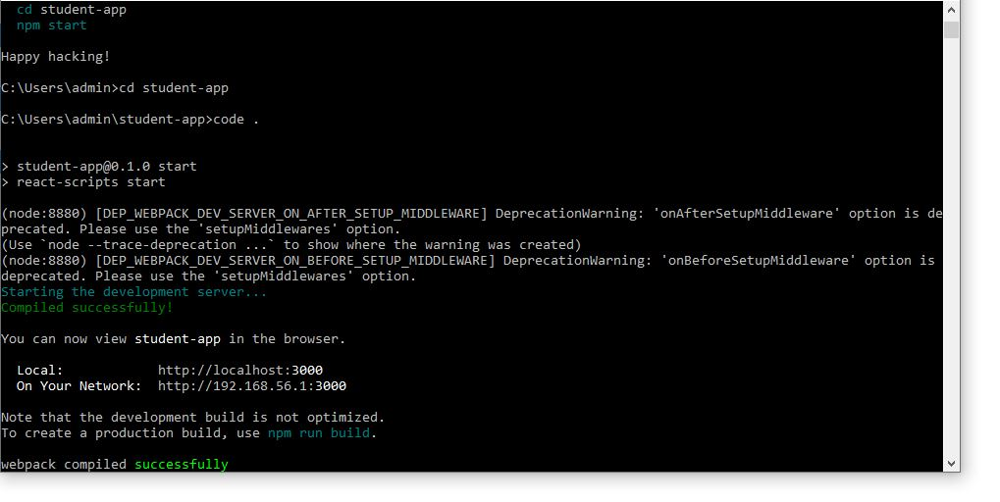 cd student-app
npm start
Happy hacking!
C:\Users\admin>cd student-app
C:\Users\admin\student-app>code .
> student-app@0.1.0 start
> react-scripts start
(node:8880) [DEP_WEBPACK_DEV_SERVER_ON_AFTER_SETUP_MIDDLEWARE] DeprecationWarning: 'onAfterSetupMiddleware' option is de
precated. Please use the 'setupMiddlewares' option.
(Use `node --trace-deprecation ...` to show where the warning was created)
(node:8880) [DEP_WEBPACK_DEV_SERVER_ON_BEFORE_SETUP_MIDDLEWARE] DeprecationWarning: 'onBeforeSetupMiddleware' option is
deprecated. Please use the 'setupMiddlewares' option.
Starting the development server...
Compiled successfully!
You can now view student-app in the browser.
Local:            http://localhost:3000
On Your Network:  http://192.168.56.1:3000
Note that the development build is not optimized.
To create a production build, use npm run build.
webpack compiled successfully